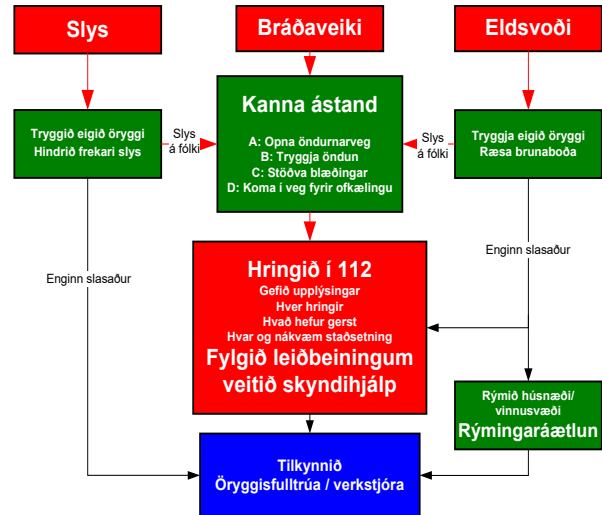 Slys
Bráðaveiki
Eldsvoði
Kanna ástand
A: Opna öndurnarveg
B: Tryggja öndun
C: Stöðva blæðingar
D: Koma í veg fyrir ofkælingu
Tryggið eigið öryggi
Hindrið frekari slys
Slys
á fólki
Slys
á fólki
Tryggja eigið öryggi
Ræsa brunaboða
Enginn slasaður
Enginn slasaður
Hringið í 112
Gefið upplýsingar
Hver hringir
Hvað hefur gerst
Hvar og nákvæm staðsetning
Fylgið leiðbeiningum
veitið skyndihjálp
Rýmið húsnæði/
vinnusvæði
Rýmingaráætlun
Tilkynnið
Öryggisfulltrúa / verkstjóra